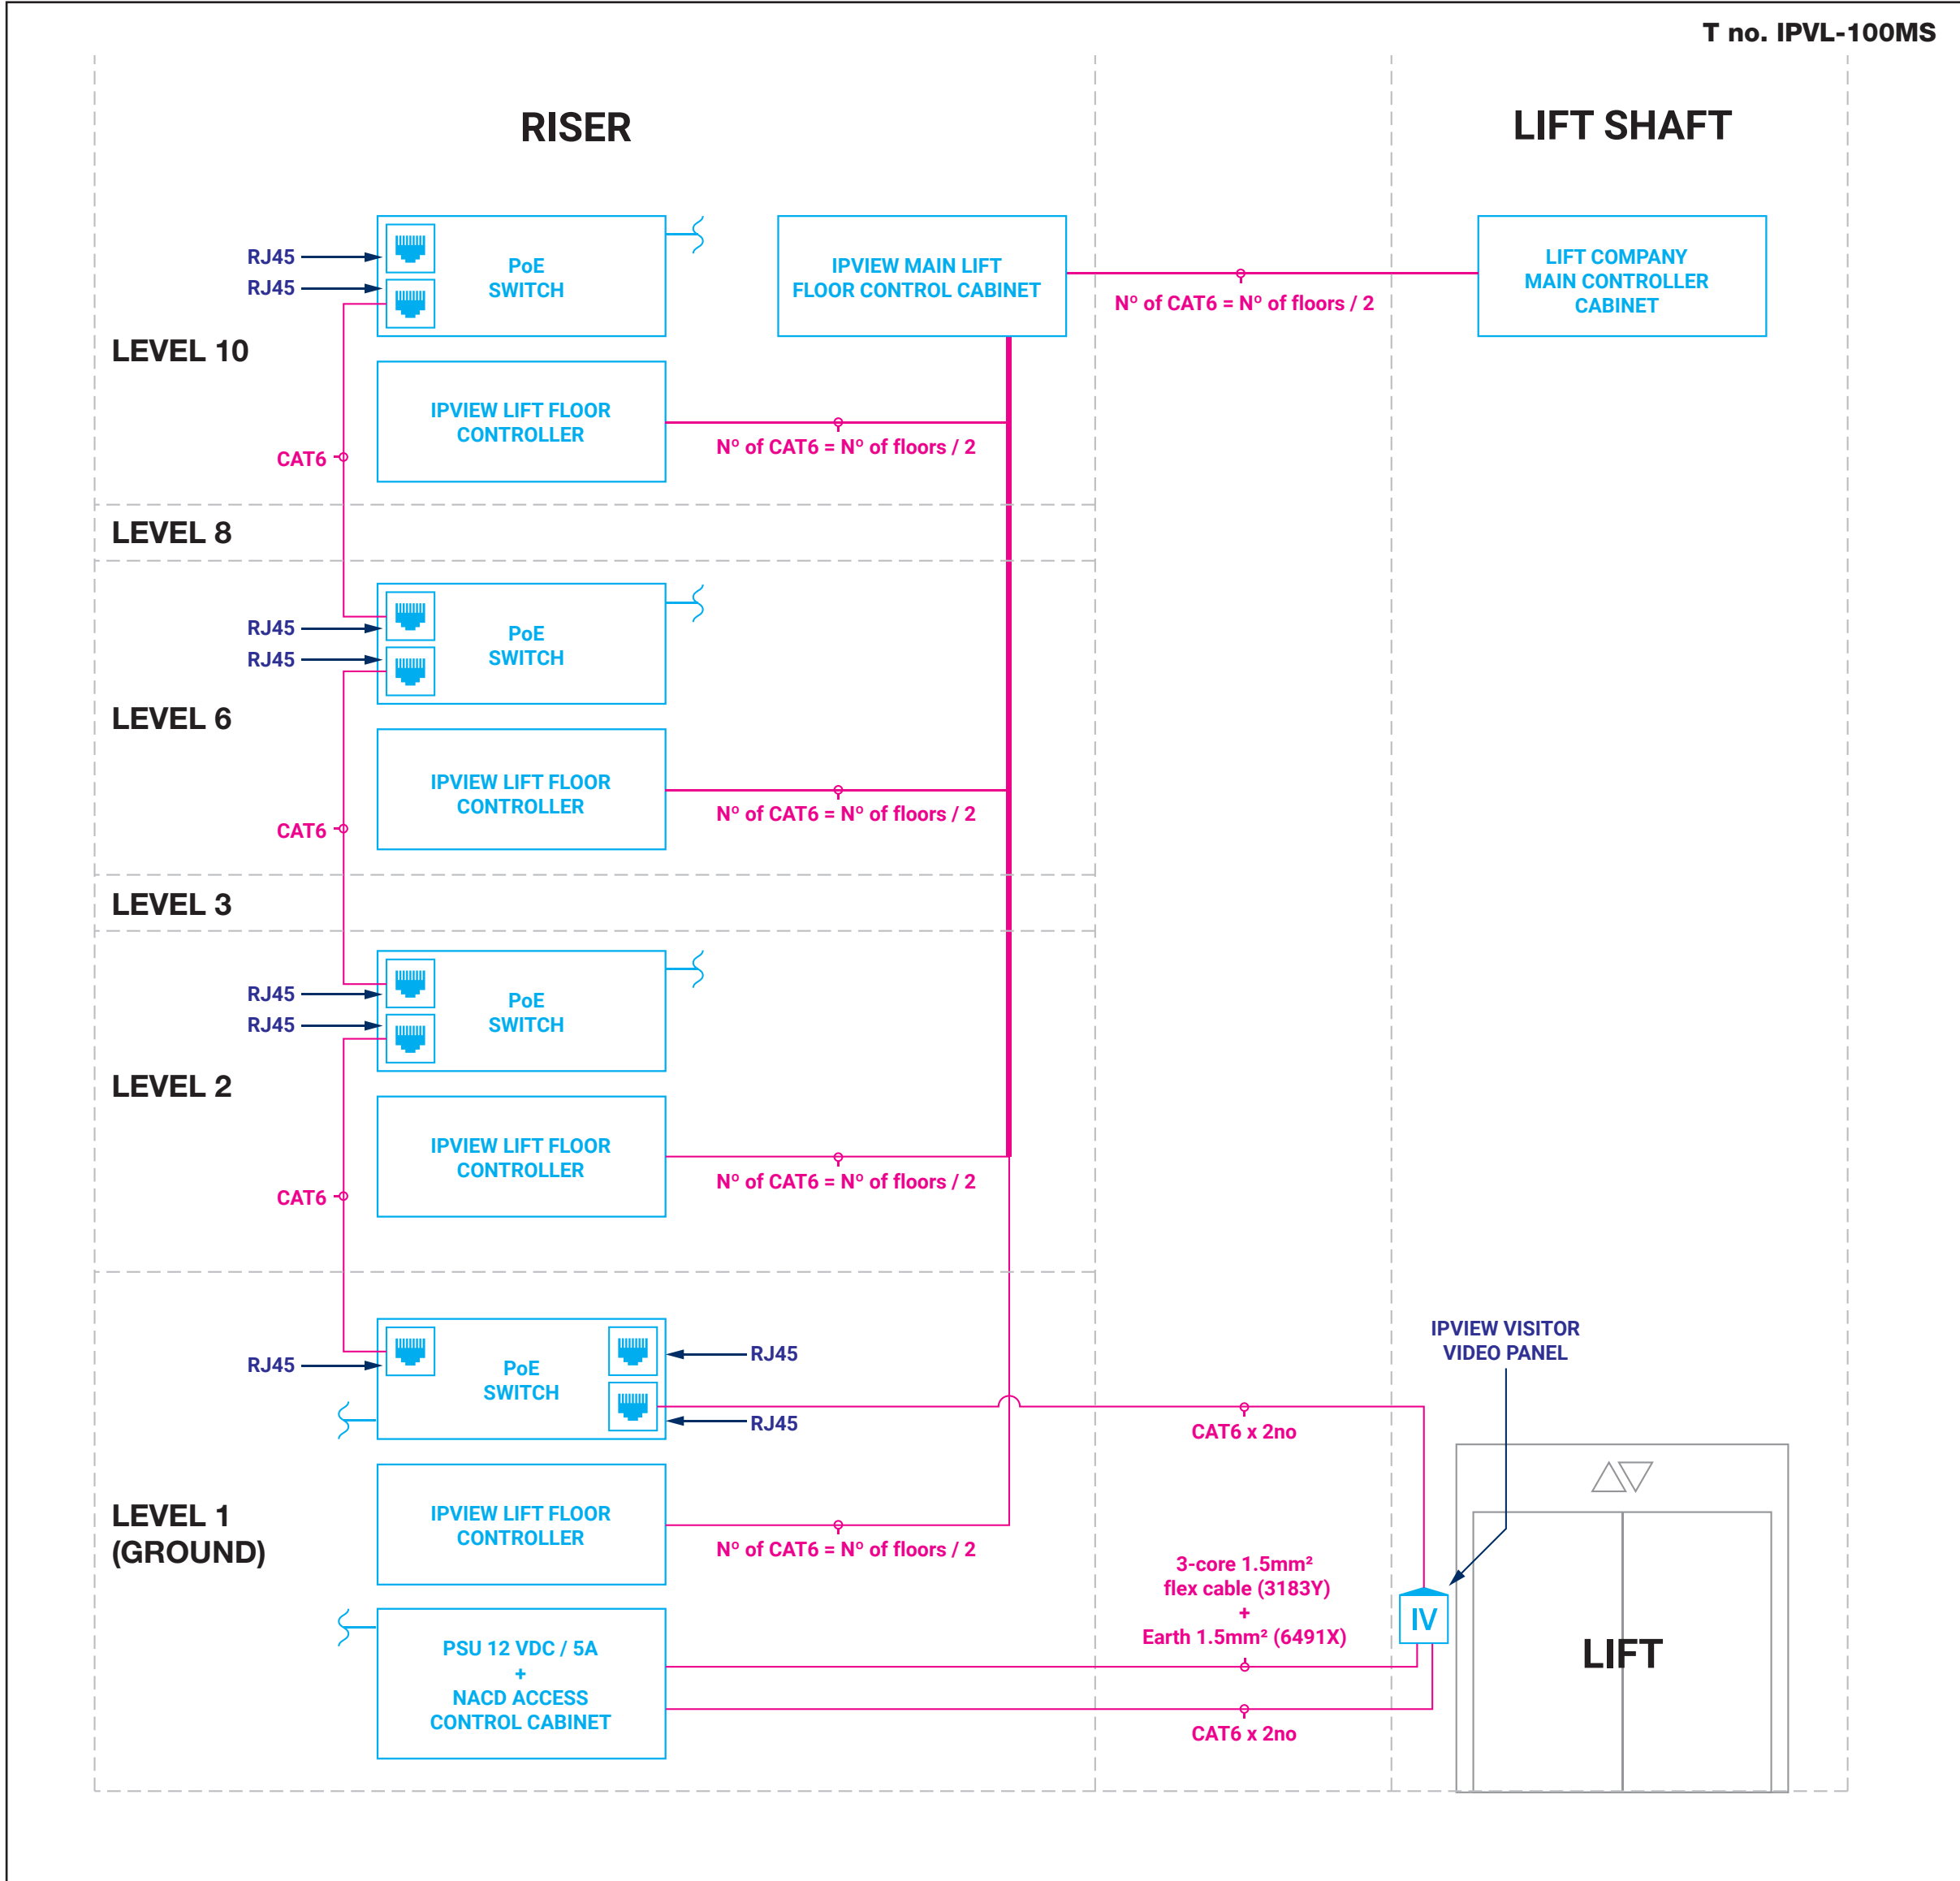 T no. IPVL-100MS
RISER
LIFT SHAFT
RJ45
RJ45
PoE
SWITCH
IPVIEW MAIN LIFT
FLOOR CONTROL CABINET
Nº of CAT6 = Nº of floors / 2
LIFT COMPANY
MAIN CONTROLLER
CABINET
LEVEL 10
IPVIEW LIFT FLOOR
CONTROLLER
Nº of CAT6 = Nº of floors / 2
CAT6
LEVEL 8
RJ45
RJ45
PoE
SWITCH
LEVEL 6
IPVIEW LIFT FLOOR
CONTROLLER
Nº of CAT6 = Nº of floors / 2
CAT6
LEVEL 3
RJ45
RJ45
PoE
SWITCH
LEVEL 2
IPVIEW LIFT FLOOR
CONTROLLER
Nº of CAT6 = Nº of floors / 2
CAT6
RJ45
PoE
SWITCH
RJ45
RJ45
CAT6 x 2no
IPVIEW VISITOR
VIDEO PANEL
LEVEL 1
(GROUND)
IPVIEW LIFT FLOOR
CONTROLLER
Nº of CAT6 = Nº of floors / 2
3-core 1.5mm²
flex cable (3183Y)
+
Earth 1.5mm² (6491X)
IV
LIFT
PSU 12 VDC / 5A
+
NACD ACCESS
CONTROL CABINET
CAT6 x 2no